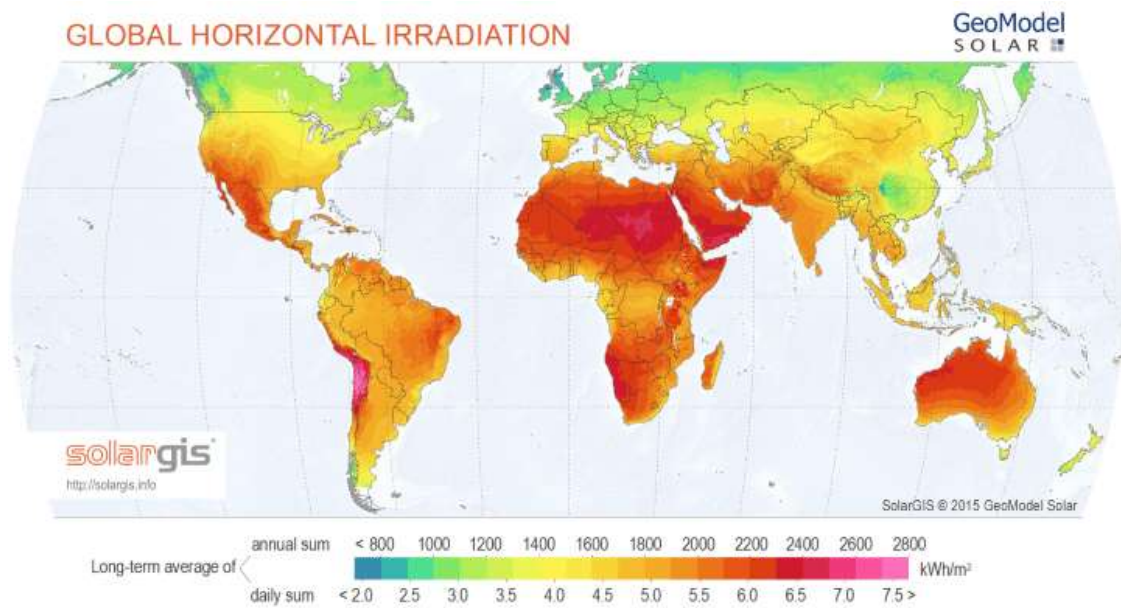 GLOBAL HORIZONTAL IRRADIATION
GeoModel
SOLAR
solargis
http://solargis.info
SolarGIS © 2015 GeoModel Solar
annual sum < 800 1000 1200 1400 1600 1800 2000 2200 2400 2600 2800
Long-term average of kWh/m²
daily sum < 2.0 2.5 3.0 3.5 4.0 4.5 5.0 5.5 6.0 6.5 7.0 7.5 >